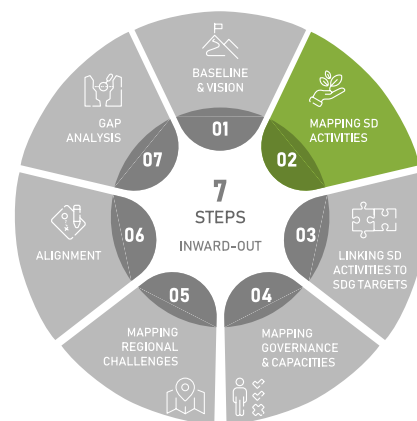 BASELINE
& VISION
01
MAPPING SD
ACTIVITIES
02
LINKING SD
ACTIVITIES TO
SDG TARGETS
03
MAPPING
GOVERNANCE
& CAPACITIES
04
MAPPING
REGIONAL
CHALLENGES
05
ALIGNMENT
06
GAP
ANALYSIS
07
7
STEPS
INWARD-OUT